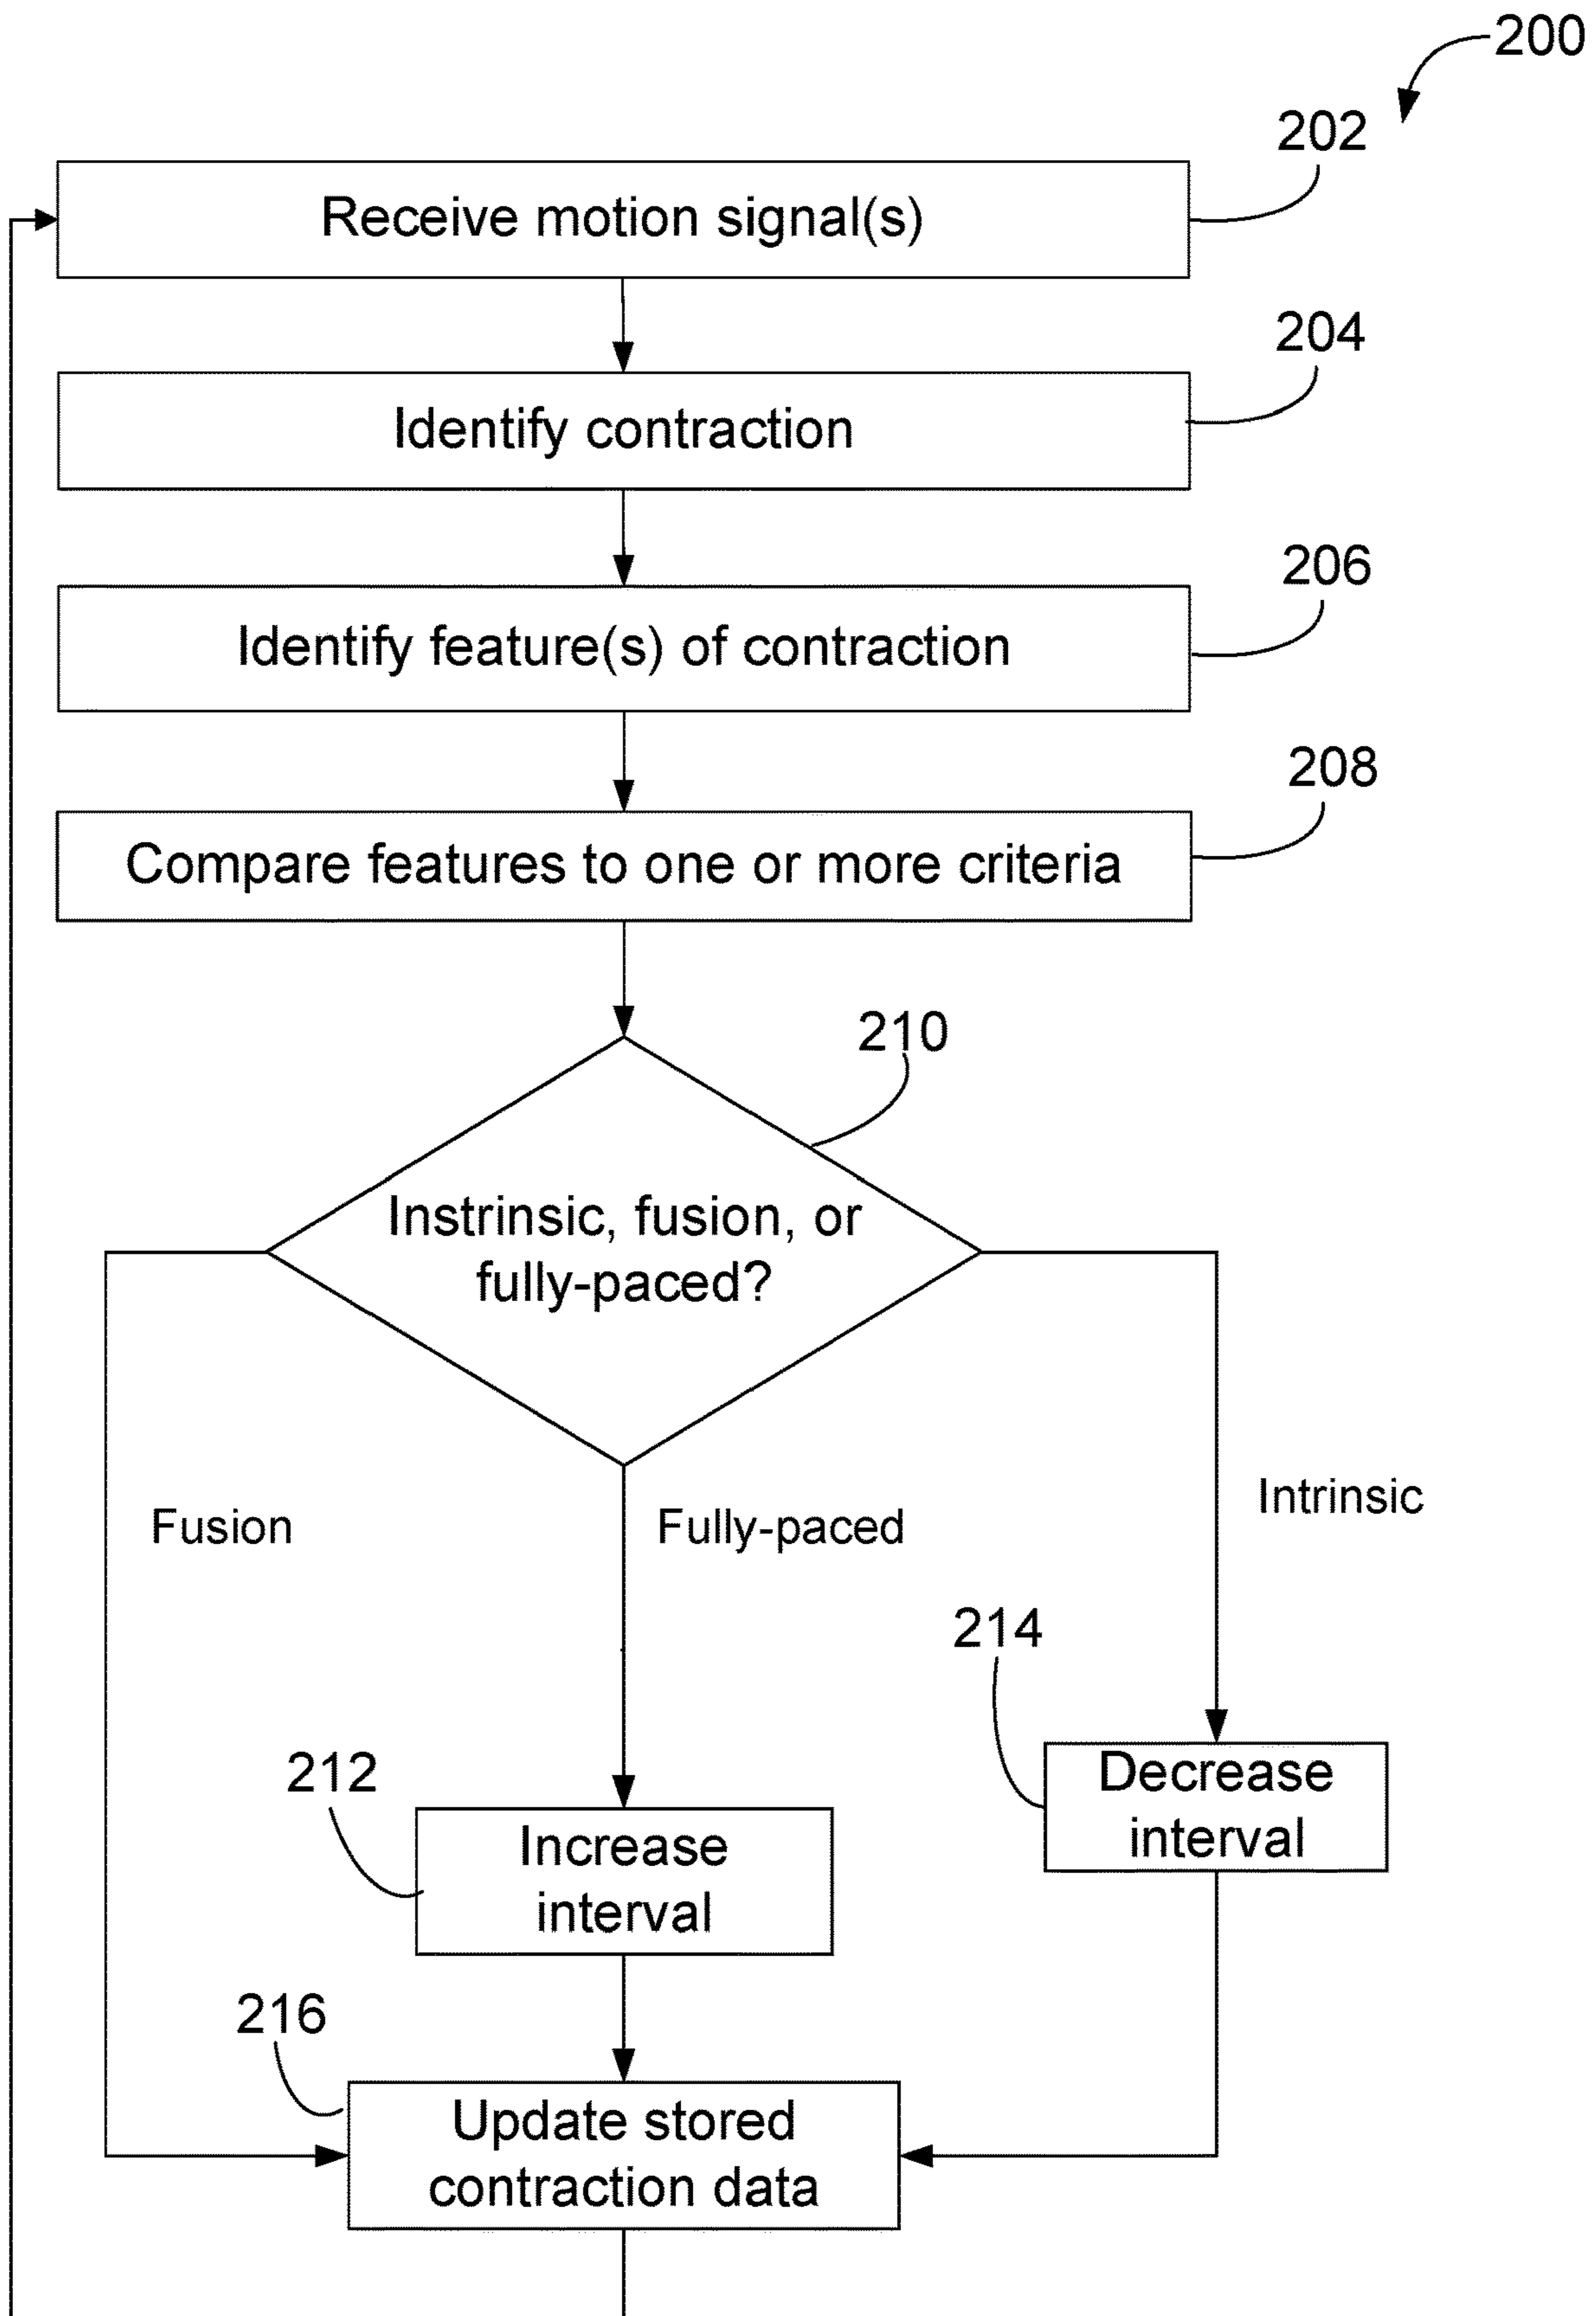 200
202
Receive motion signal(s)
204
Identify contraction
206
Identify feature(s) of contraction
208
Compare features to one or more criteria
210
Instrinsic, fusion, or
fully-paced?
Fusion
Fully-paced
Intrinsic
214
212
Decrease
interval
Increase
interval
216
Update stored
contraction data